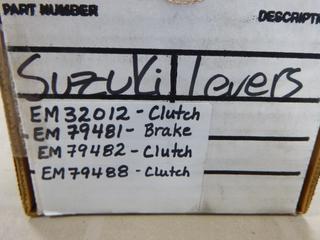 PART NUMBER DESCRIPTI
Suzuki levers
EM32012 - Clutch
EM79481 - Brake
EM79482 - Clutch
EM79488 - Clutch